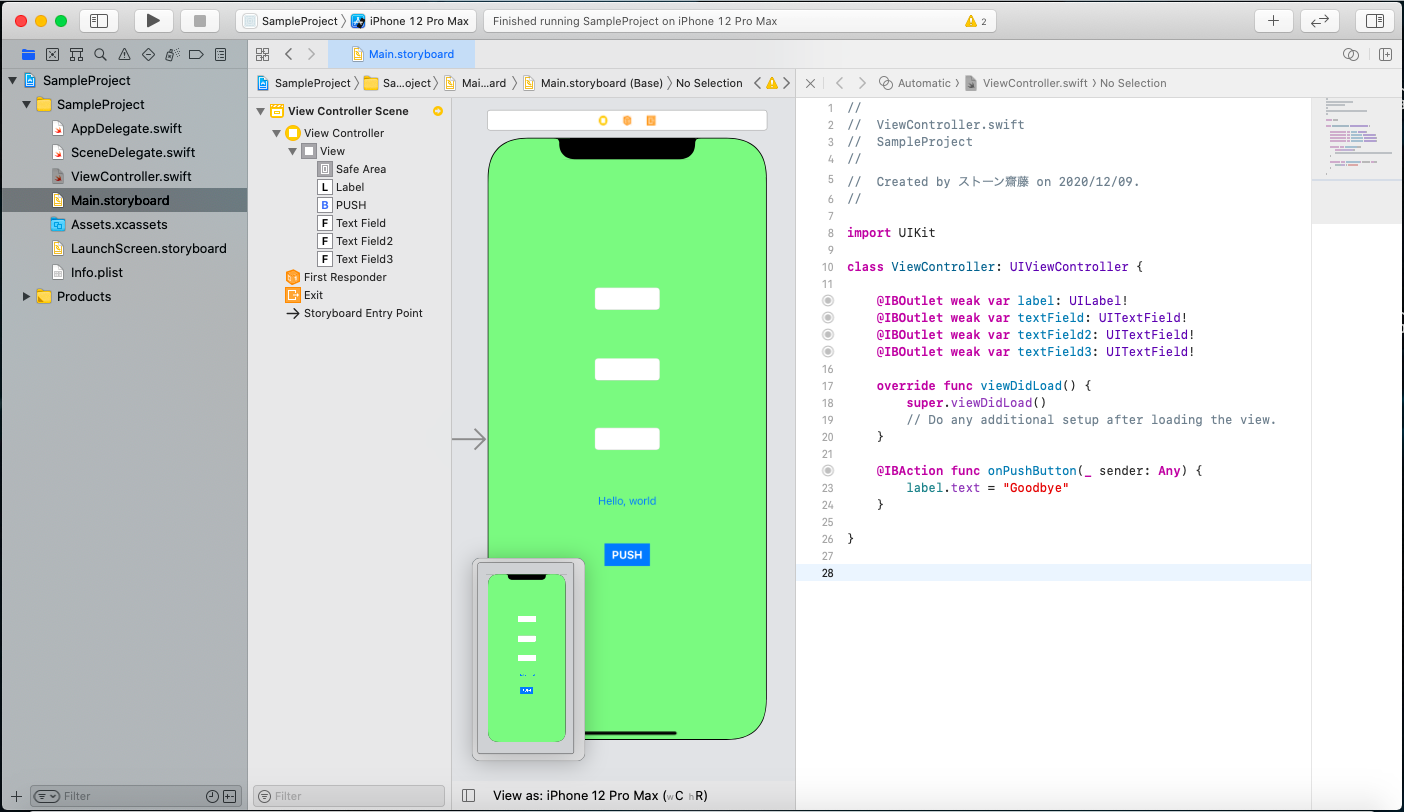 SampleProject
iPhone 12 Pro Max
Finished running SampleProject on iPhone 12 Pro Max
2
Main.storyboard
SampleProject
SampleProject
AppDelegate.swift
SceneDelegate.swift
ViewController.swift
Main.storyboard
Assets.xcassets
LaunchScreen.storyboard
Info.plist
Products
Filter
SampleProject
Sa...oject
Mai...ard
Main.storyboard (Base)
No Selection
View Controller Scene
View Controller
View
Safe Area
L Label
B PUSH
F Text Field
F Text Field2
F Text Field3
First Responder
Exit
Storyboard Entry Point
Filter
Hello, world
PUSH
View as: iPhone 12 Pro Max (wC hR)
Automatic
ViewController.swift
No Selection
1 //
2 //  ViewController.swift
3 //  SampleProject
4 //
5 //  Created by ストーン齋藤 on 2020/12/09.
6 //
7
8 import UIKit
9
10 class ViewController: UIViewController {
11
@IBOutlet weak var label: UILabel!
@IBOutlet weak var textField: UITextField!
@IBOutlet weak var textField2: UITextField!
@IBOutlet weak var textField3: UITextField!
16
17 override func viewDidLoad() {
18 super.viewDidLoad()
19 // Do any additional setup after loading the view.
20 }
21
@IBAction func onPushButton(_ sender: Any) {
23 label.text = "Goodbye"
24 }
25
26 }
27
28